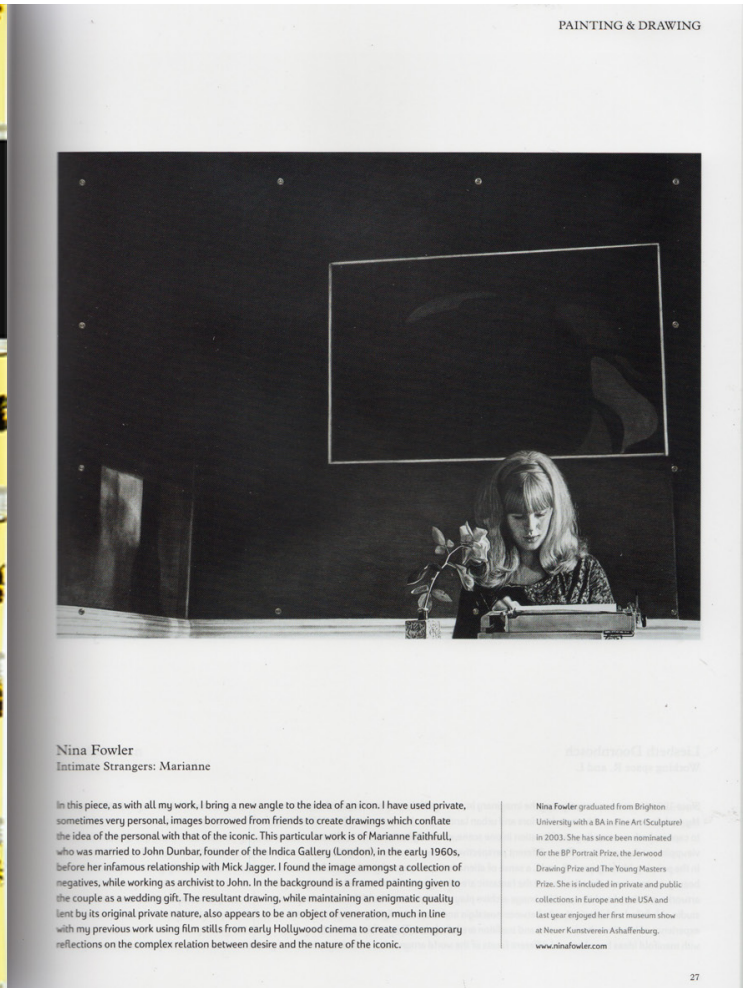 PAINTING & DRAWING
Nina Fowler
Intimate Strangers: Marianne
In this piece, as with all my work, I bring a new angle to the idea of an icon. I have used private,
sometimes very personal, images borrowed from friends to create drawings which conflate
the idea of the personal with that of the iconic. This particular work is of Marianne Faithfull,
who was married to John Dunbar, founder of the Indica Gallery (London), in the early 1960s,
before her infamous relationship with Mick Jagger. I found the image amongst a collection of
negatives, while working as archivist to John. In the background is a framed painting given to
the couple as a wedding gift. The resultant drawing, while maintaining an enigmatic quality
lent by its original private nature, also appears to be an object of veneration, much in line
with my previous work using film stills from early Hollywood cinema to create contemporary
reflections on the complex relation between desire and the nature of the iconic.
Nina Fowler graduated from Brighton
University with a BA in Fine Art (Sculpture)
in 2003. She has since been nominated
for the BP Portrait Prize, the Jerwood
Drawing Prize and The Young Masters
Prize. She is included in private and public
collections in Europe and the USA and
last year enjoyed her first museum show
at Neuer Kunstverein Ashaffenburg.
www.ninafowler.com
27